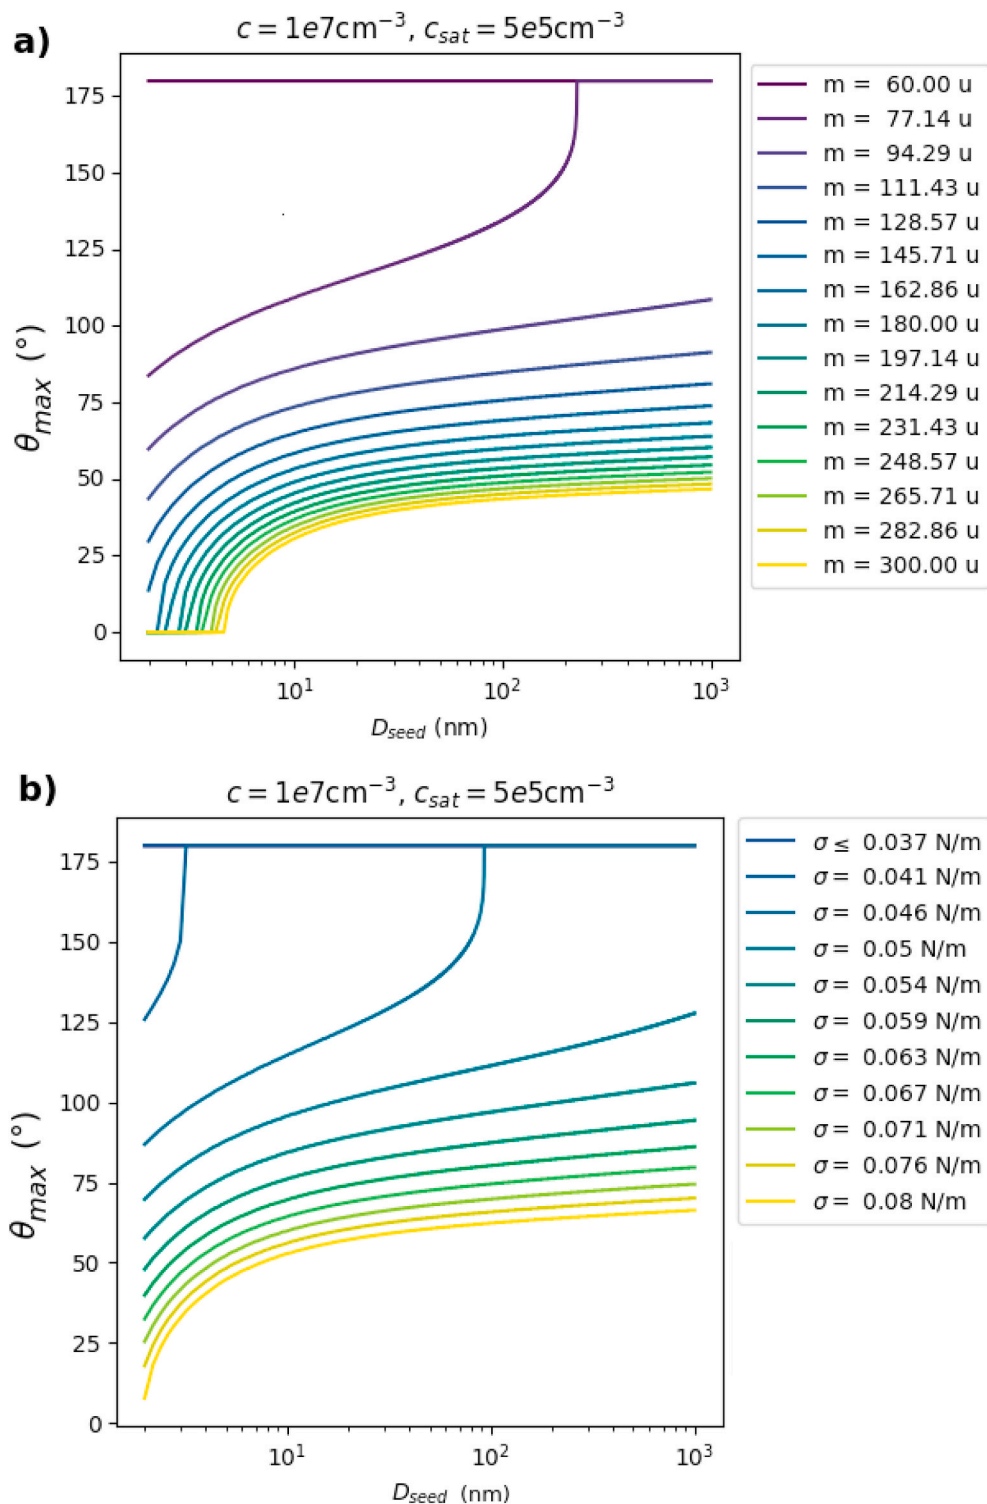 a)
c = 1e7cm⁻³, c_sat = 5e5cm⁻³
175
150
125
100
75
50
25
0
θ_max (°)
10¹
10²
10³
D_seed (nm)
m = 60.00 u
m = 77.14 u
m = 94.29 u
m = 111.43 u
m = 128.57 u
m = 145.71 u
m = 162.86 u
m = 180.00 u
m = 197.14 u
m = 214.29 u
m = 231.43 u
m = 248.57 u
m = 265.71 u
m = 282.86 u
m = 300.00 u
b)
c = 1e7cm⁻³, c_sat = 5e5cm⁻³
175
150
125
100
75
50
25
0
θ_max (°)
10¹
10²
10³
D_seed (nm)
σ ≤ 0.037 N/m
σ = 0.041 N/m
σ = 0.046 N/m
σ = 0.05 N/m
σ = 0.054 N/m
σ = 0.059 N/m
σ = 0.063 N/m
σ = 0.067 N/m
σ = 0.071 N/m
σ = 0.076 N/m
σ = 0.08 N/m